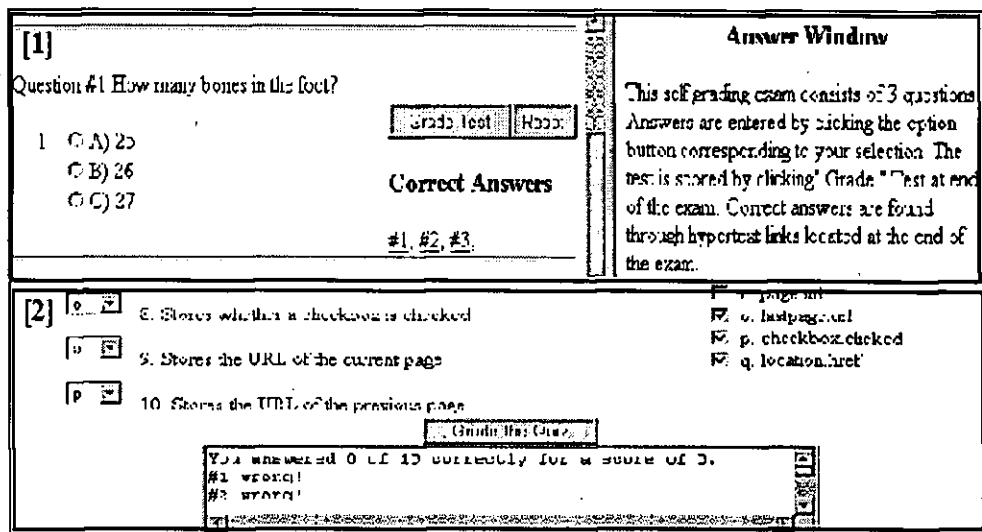 [1]
Question #1 How many bones in the foot?
1 A) 25
B) 26
C) 27
Grade Test Reset
Correct Answers
#1, #2, #3.
Answer Window
This self grading exam consists of 3 questions
Answers are entered by clicking the option
button corresponding to your selection. The
test is scored by clicking" Grade " Test at end
of the exam. Correct answers are found
through hypertext links located at the end of
the exam.
[2]
8. Stores whether a checkbox is checked
9. Stores the URL of the current page
p 10. Stores the URL of the previous page
o. lastpage.url
p. checkbox.clicked
q. location.href
Grade this Quiz
You answered 0 of 15 correctly for a score of 0.
#1 wrong!
#2 wrong!